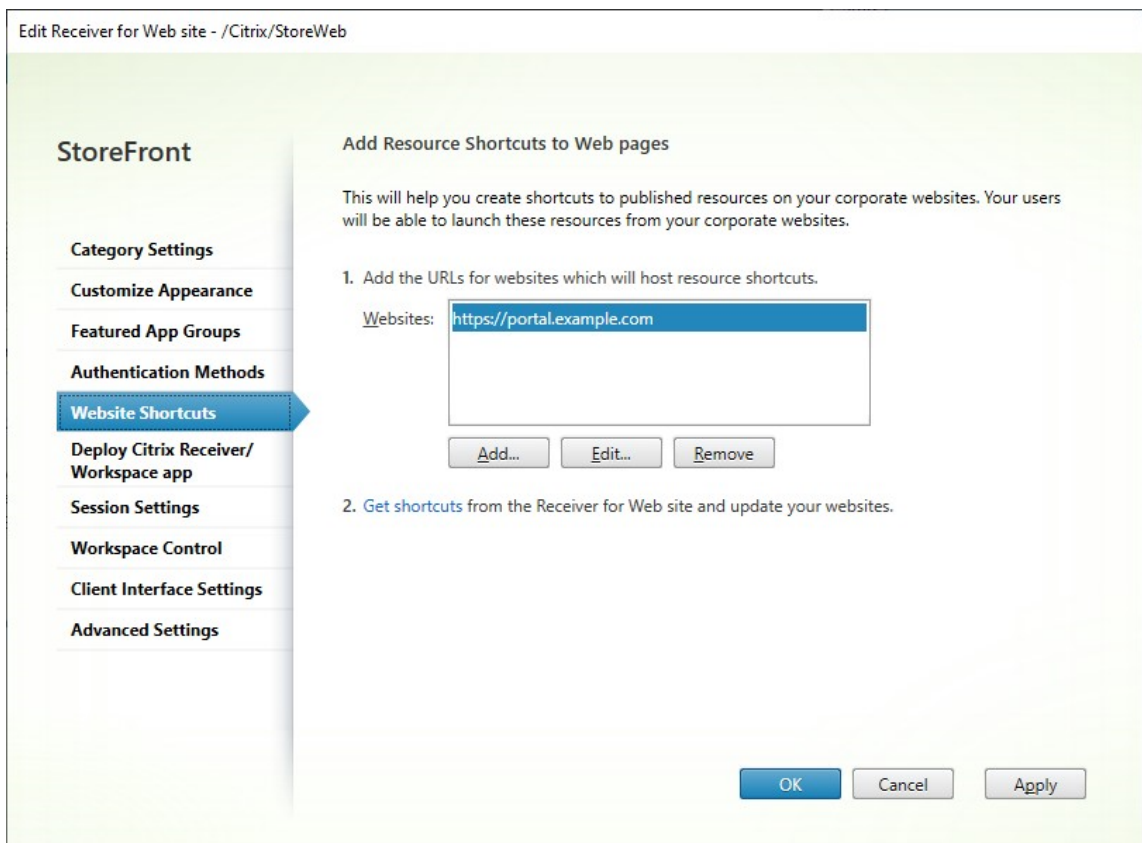 Edit Receiver for Web site - /Citrix/StoreWeb
StoreFront
Category Settings
Customize Appearance
Featured App Groups
Authentication Methods
Website Shortcuts
Deploy Citrix Receiver/
Workspace app
Session Settings
Workspace Control
Client Interface Settings
Advanced Settings
Add Resource Shortcuts to Web pages
This will help you create shortcuts to published resources on your corporate websites. Your users
will be able to launch these resources from your corporate websites.
1. Add the URLs for websites which will host resource shortcuts.
Websites: https://portal.example.com
Add... Edit... Remove
2. Get shortcuts from the Receiver for Web site and update your websites.
OK Cancel Apply